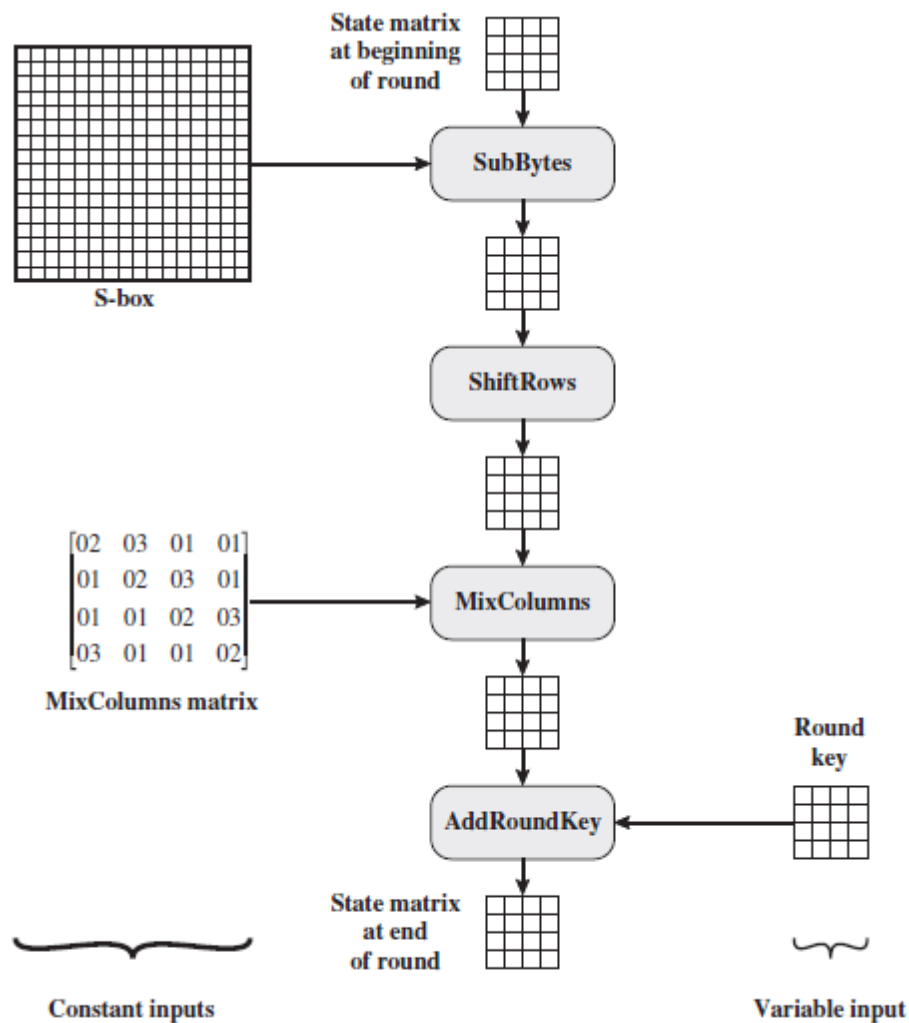 State matrix
at beginning
of round
SubBytes
S-box
ShiftRows
02 03 01 01
01 02 03 01
01 01 02 03
03 01 01 02
MixColumns
MixColumns matrix
Round
key
AddRoundKey
State matrix
at end
of round
Constant inputs
Variable input